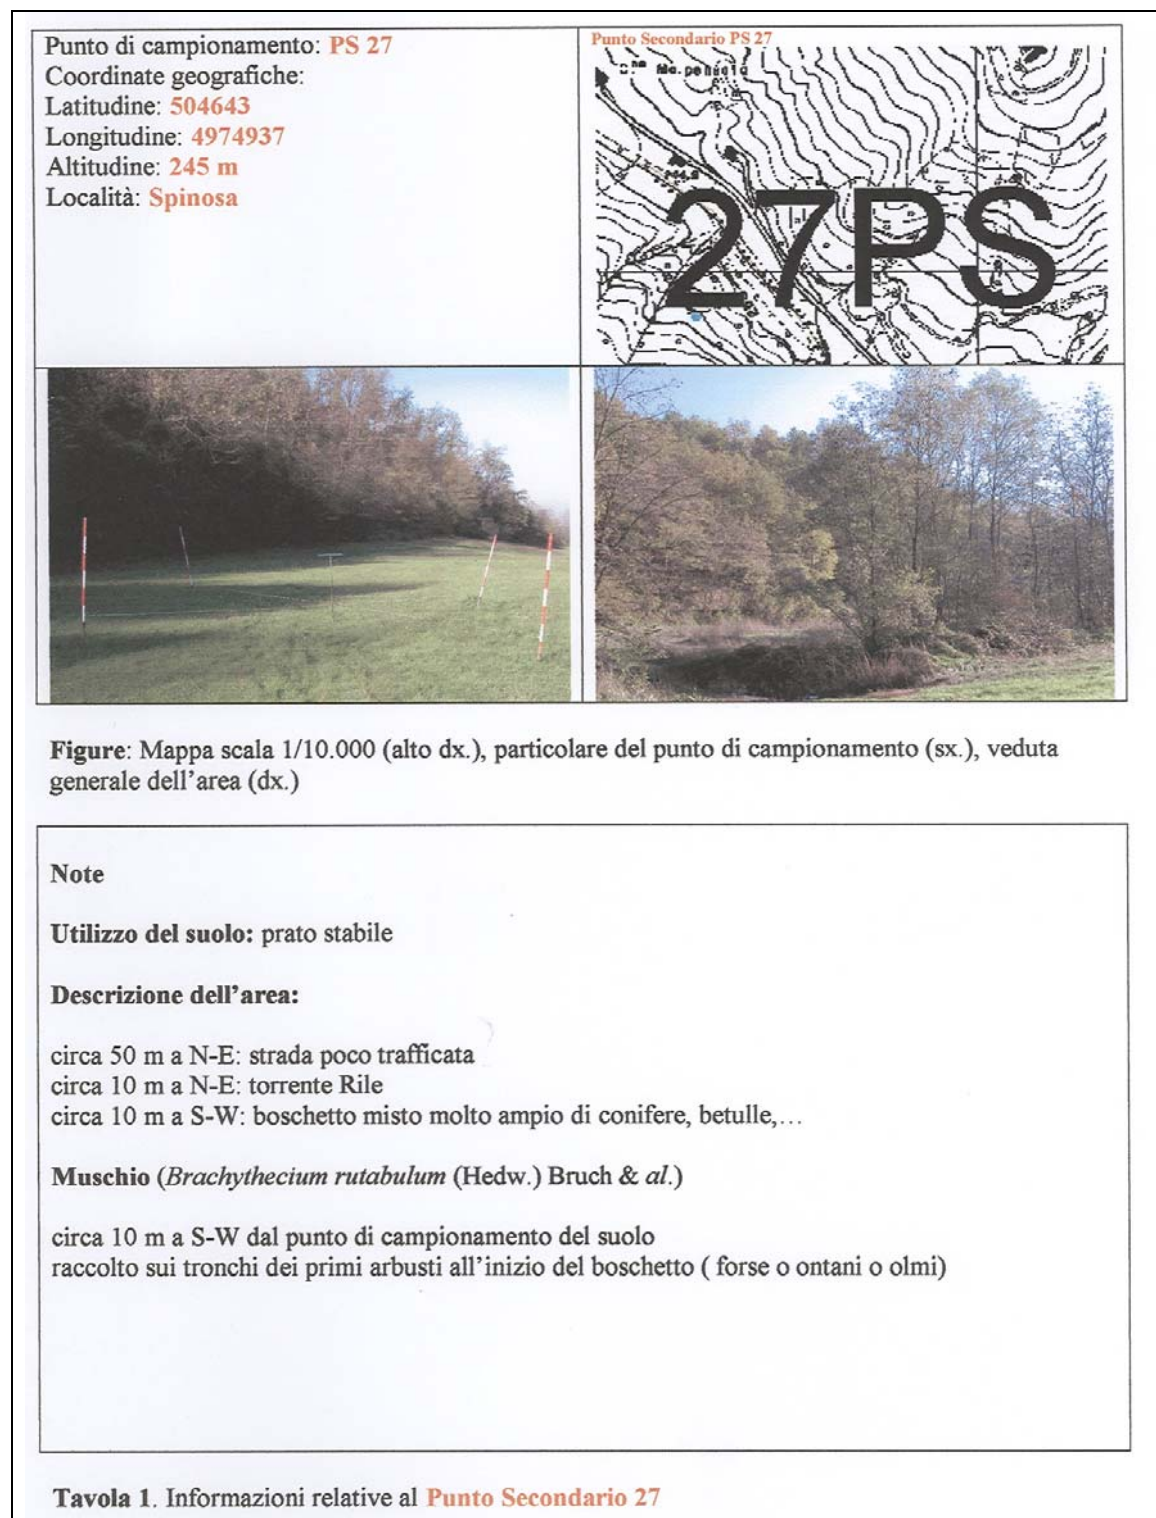 Punto di campionamento: PS 27
Coordinate geografiche:
Latitudine: 504643
Longitudine: 4974937
Altitudine: 245 m
Località: Spinosa
Punto Secondario PS 27
27PS
Figure: Mappa scala 1/10.000 (alto dx.), particolare del punto di campionamento (sx.), veduta
generale dell'area (dx.)
Note
Utilizzo del suolo: prato stabile
Descrizione dell'area:
circa 50 m a N-E: strada poco trafficata
circa 10 m a N-E: torrente Rile
circa 10 m a S-W: boschetto misto molto ampio di conifere, betulle,…
Muschio (Brachythecium rutabulum (Hedw.) Bruch & al.)
circa 10 m a S-W dal punto di campionamento del suolo
raccolto sui tronchi dei primi arbusti all'inizio del boschetto ( forse o ontani o olmi)
Tavola 1. Informazioni relative al Punto Secondario 27